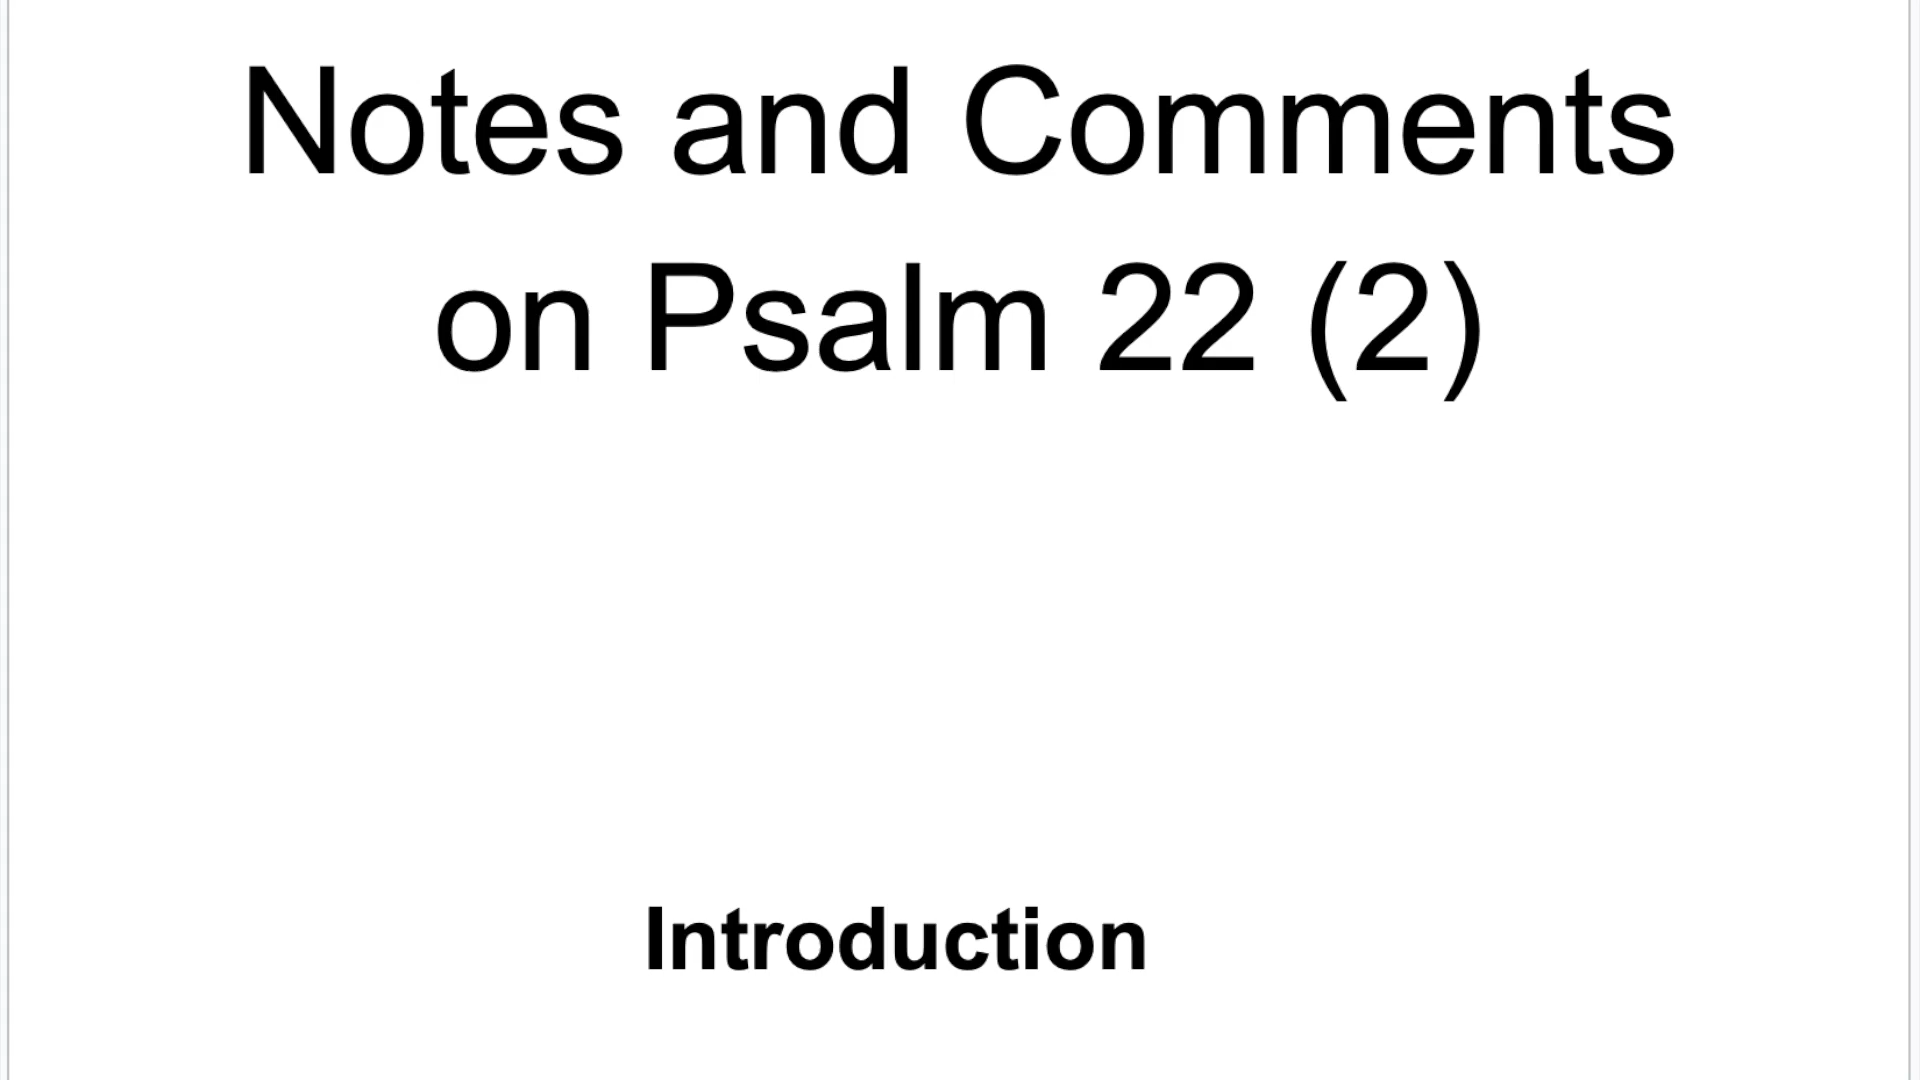 Notes and Comments
on Psalm 22 (2)
Introduction